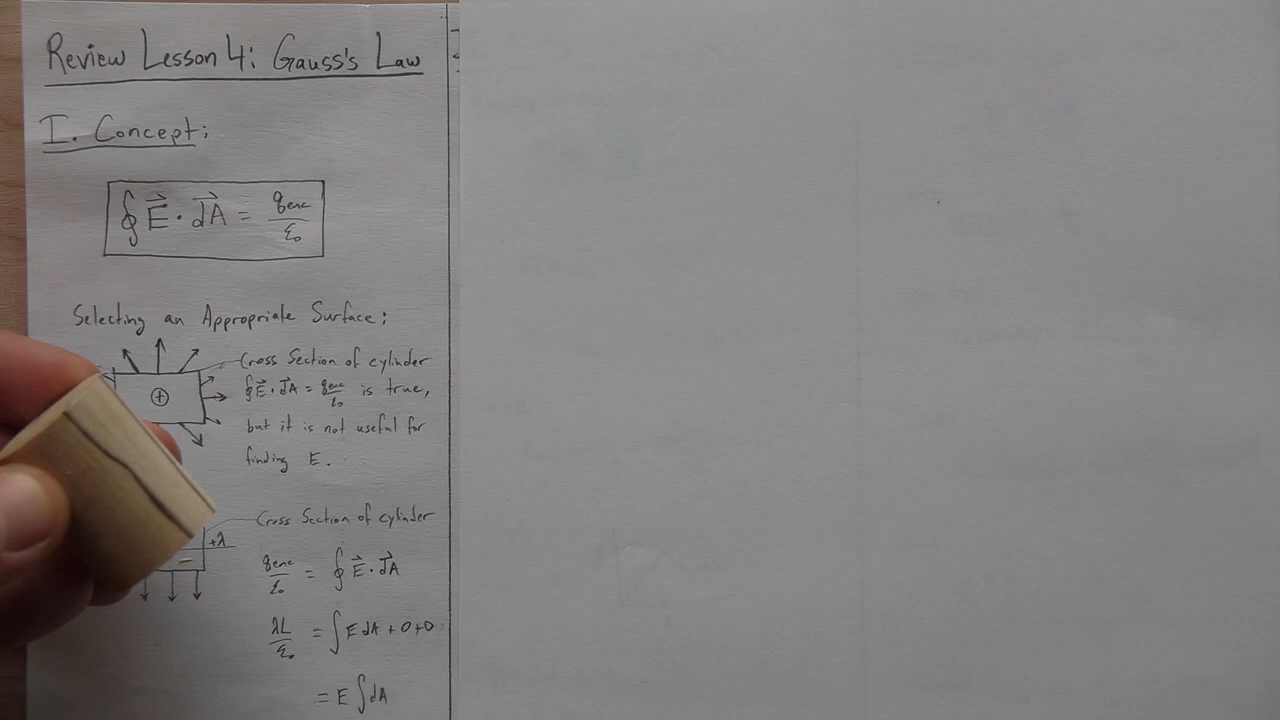 Review Lesson 4: Gauss's Law
I. Concept:
∮ E⃗ · dA⃗ = qenc/ε₀
Selecting an Appropriate Surface:
Cross Section of cylinder
+
∮ E⃗ · dA⃗ = qenc/ε₀ is true,
but it is not useful for
finding E.
Cross Section of cylinder
+λ
qenc/ε₀ = ∮ E⃗ · dA⃗
λL/ε₀ = ∫ E dA + 0 + 0
= E ∫ dA